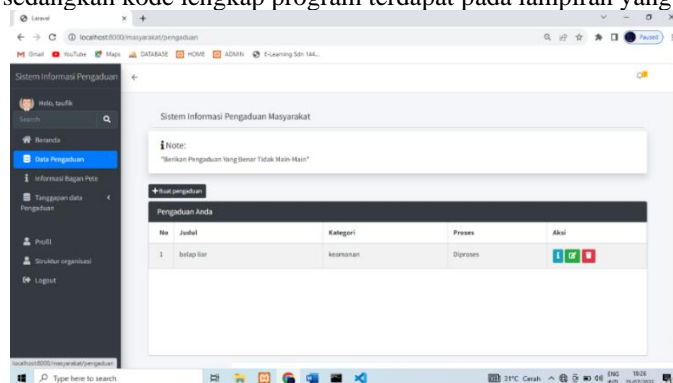 sedangkan kode lengkap program terdapat pada lampiran yang
Laravel
localhost:8000/masyarakat/pengaduan
Paused
Gmail YouTube Maps DATABASE HOME ADMIN E-Learning Sdn 144...
Sistem Informasi Pengaduan
Helo, taufik
Search
Beranda
Data Pengaduan
Informasi Bagan Pete
Tanggapan data
Pengaduan
Profil
Struktur organisasi
Logout
Sistem Informasi Pengaduan Masyarakat
Note:
"Berikan Pengaduan Yang Benar Tidak Main-Main"
Buat pengaduan
Pengaduan Anda
No Judul Kategori Proses Aksi
1 balap liar keamanan Diproses
localhost:8000/masyarakat/pengaduan
Type here to search
31°C Cerah ENG 10:26